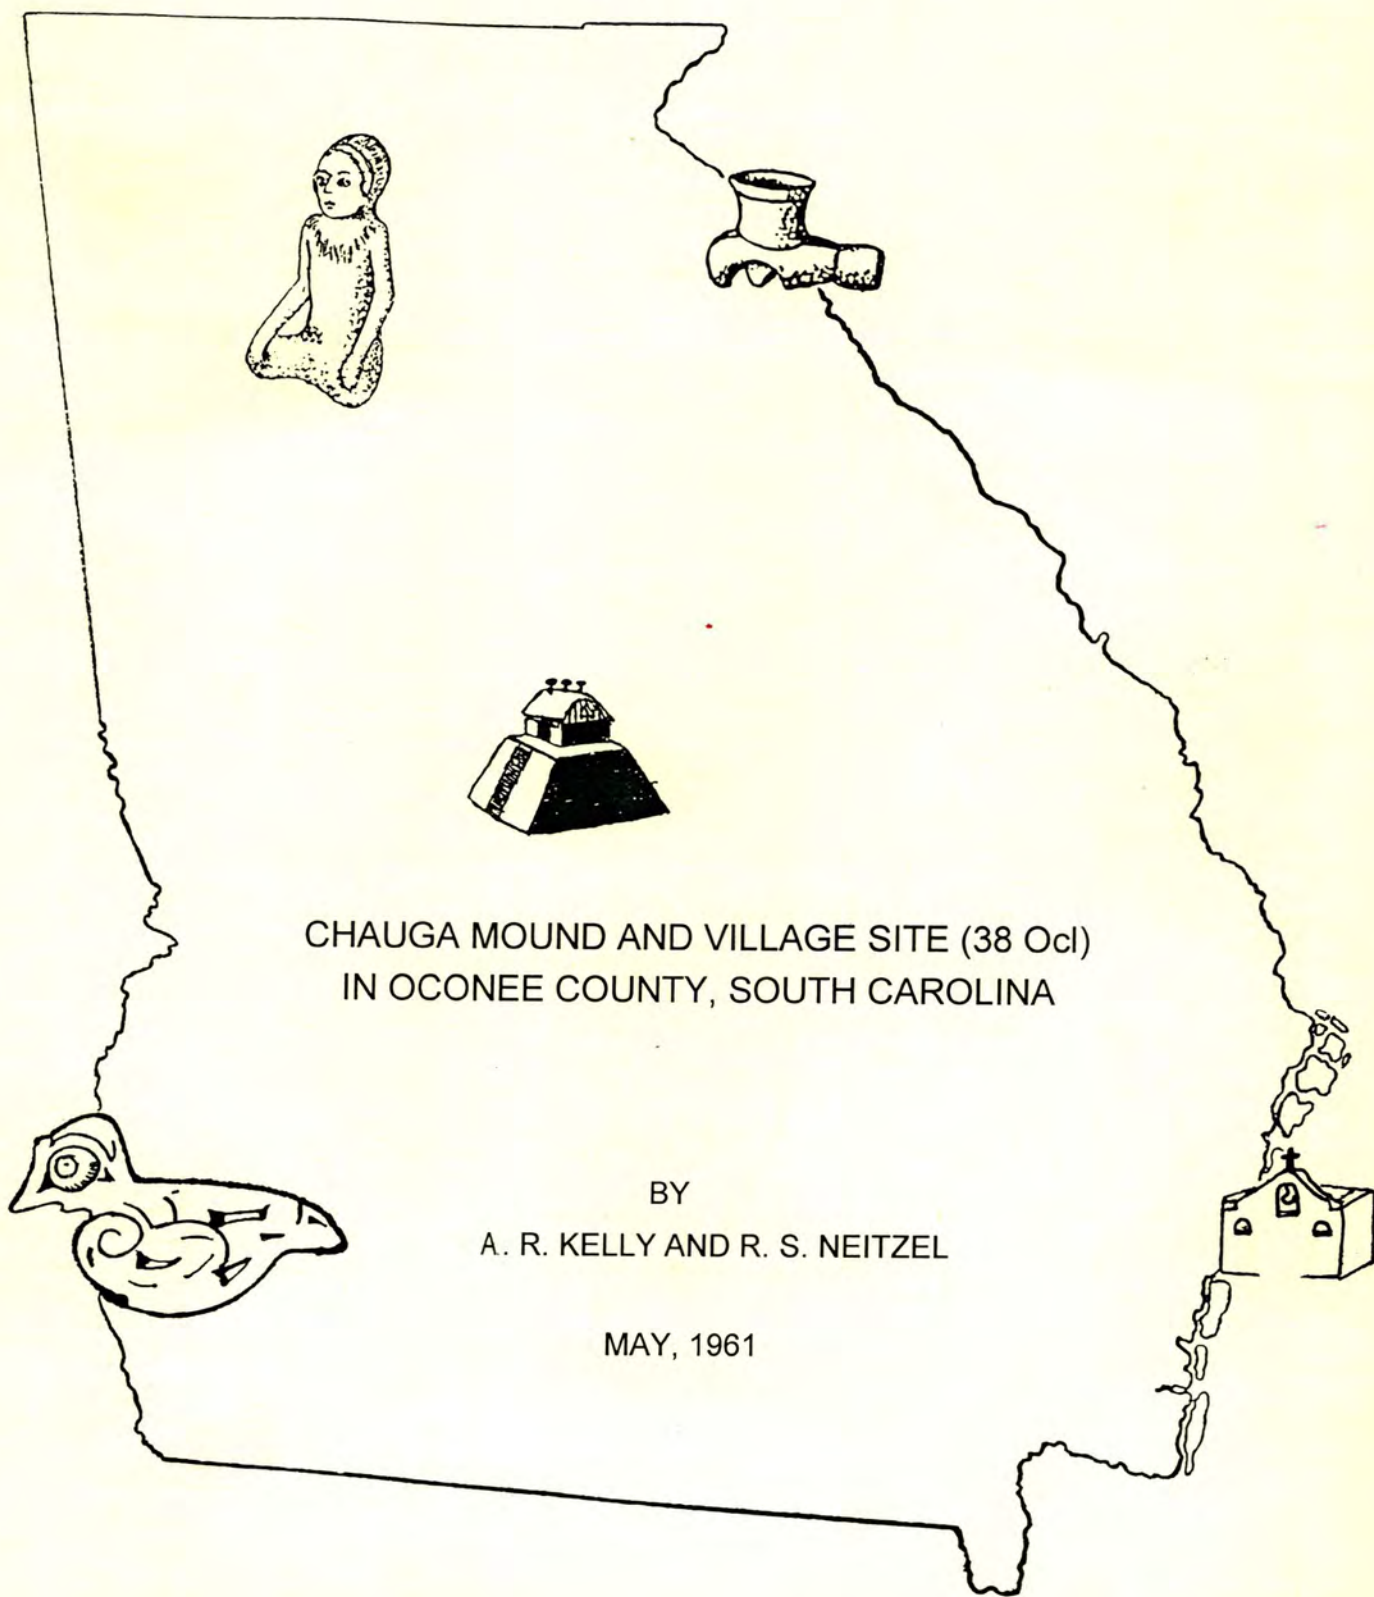 CHAUGA MOUND AND VILLAGE SITE (38 Ocl)
IN OCONEE COUNTY, SOUTH CAROLINA
BY
A. R. KELLY AND R. S. NEITZEL
MAY, 1961